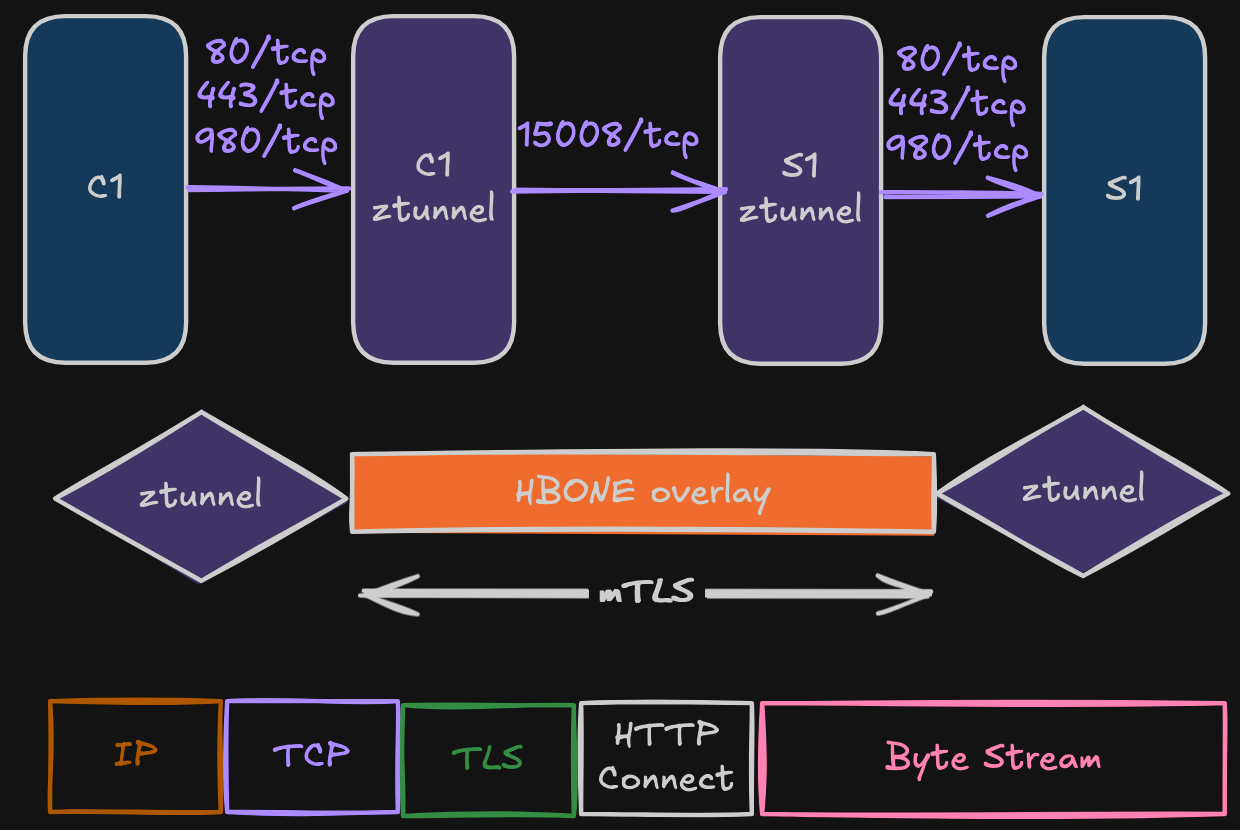 C1
80/tcp
443/tcp
980/tcp
C1
ztunnel
15008/tcp
S1
ztunnel
80/tcp
443/tcp
980/tcp
S1
ztunnel
HBONE overlay
ztunnel
mTLS
IP
TCP
TLS
HTTP
Connect
Byte Stream